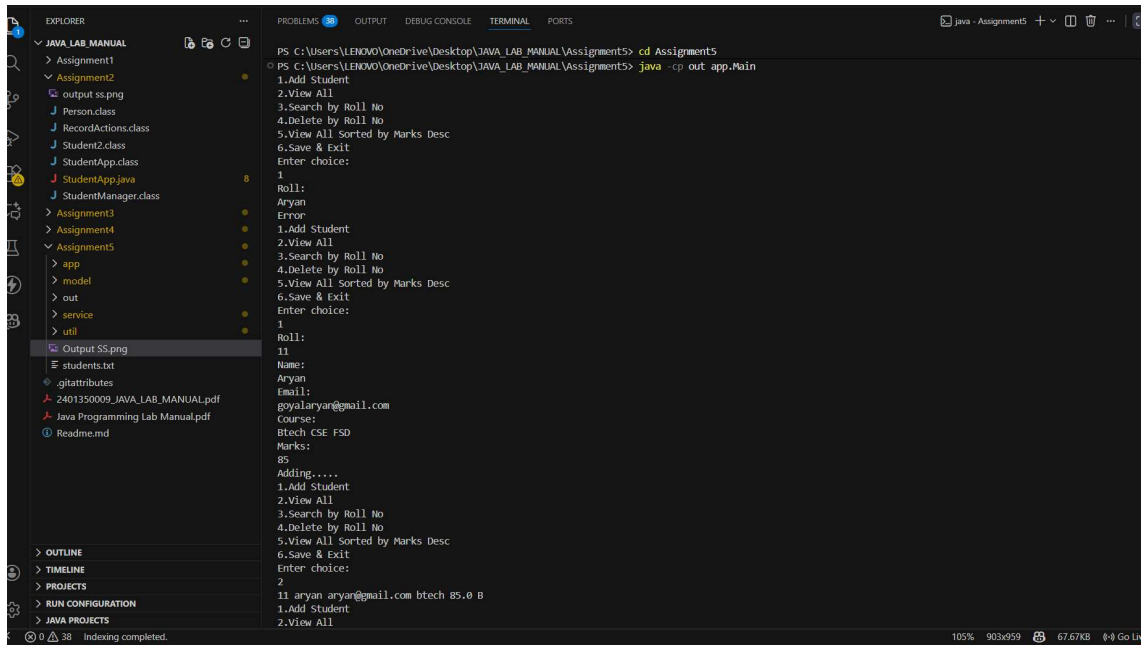 EXPLORER
PROBLEMS 38 OUTPUT DEBUG CONSOLE TERMINAL PORTS
java - Assignment5
JAVA_LAB_MANUAL
Assignment1
Assignment2
output ss.png
Person.class
RecordActions.class
Student2.class
StudentApp.class
StudentApp.java 8
StudentManager.class
Assignment3
Assignment4
Assignment5
app
model
out
service
util
Output SS.png
students.txt
.gitattributes
2401350009_JAVA_LAB_MANUAL.pdf
Java Programming Lab Manual.pdf
Readme.md
OUTLINE
TIMELINE
PROJECTS
RUN CONFIGURATION
JAVA PROJECTS
PS C:\Users\LENOVO\OneDrive\Desktop\JAVA_LAB_MANUAL\Assignment5> cd Assignment5
PS C:\Users\LENOVO\OneDrive\Desktop\JAVA_LAB_MANUAL\Assignment5> java -cp out app.Main
1.Add Student
2.View All
3.Search by Roll No
4.Delete by Roll No
5.View All Sorted by Marks Desc
6.Save & Exit
Enter choice:
1
Roll:
Aryan
Error
1.Add Student
2.View All
3.Search by Roll No
4.Delete by Roll No
5.View All Sorted by Marks Desc
6.Save & Exit
Enter choice:
1
Roll:
11
Name:
Aryan
Email:
goyalaryan@gmail.com
Course:
Btech CSE FSD
Marks:
85
Adding.....
1.Add Student
2.View All
3.Search by Roll No
4.Delete by Roll No
5.View All Sorted by Marks Desc
6.Save & Exit
Enter choice:
2
11 aryan aryan@gmail.com btech 85.0 B
1.Add Student
2.View All
0 38 Indexing completed.
105% 903x959 67.67KB Go Li